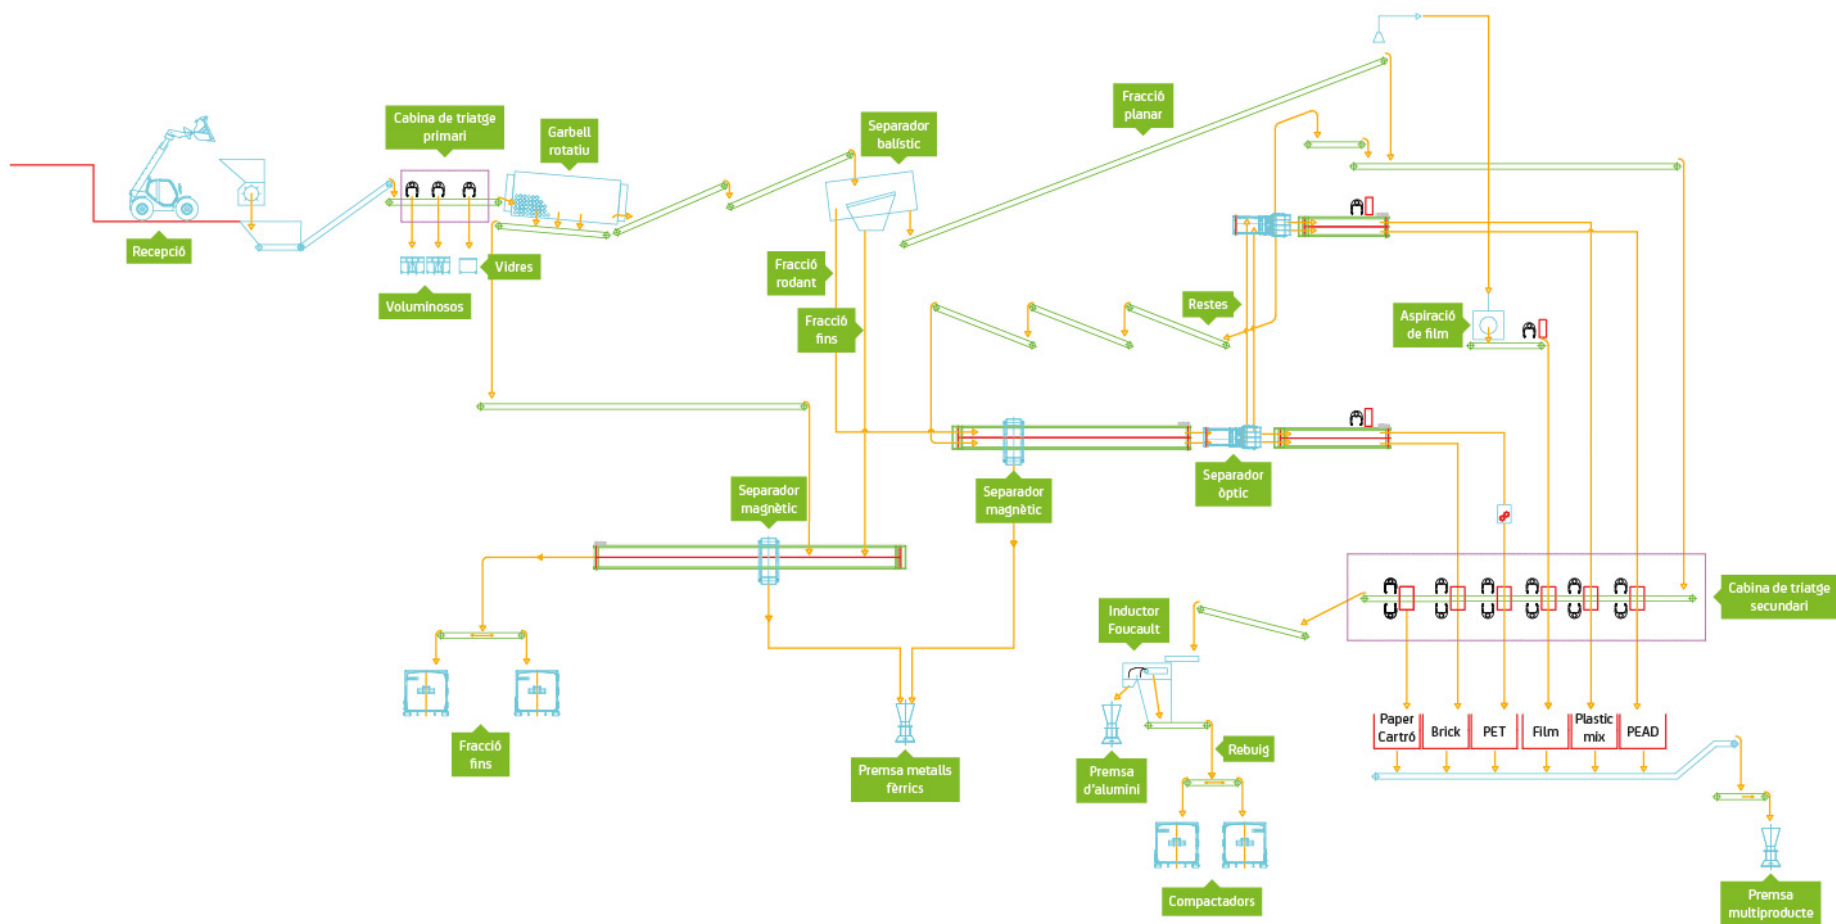 Recepció
Cabina de triatge
primari
Voluminosos
Vidres
Garbell
rotatiu
Separador
balístic
Fracció
planar
Fracció
rodant
Fracció
fins
Restes
Aspiració
de film
Separador
magnètic
Separador
magnètic
Separador
òptic
Cabina de triatge
secundari
Inductor
Foucault
Fracció
fins
Premsa metalls
fèrrics
Premsa
d'alumini
Rebuig
Compactadors
Paper
Cartró
Brick
PET
Film
Plastic
mix
PEAD
Premsa
multiproducte